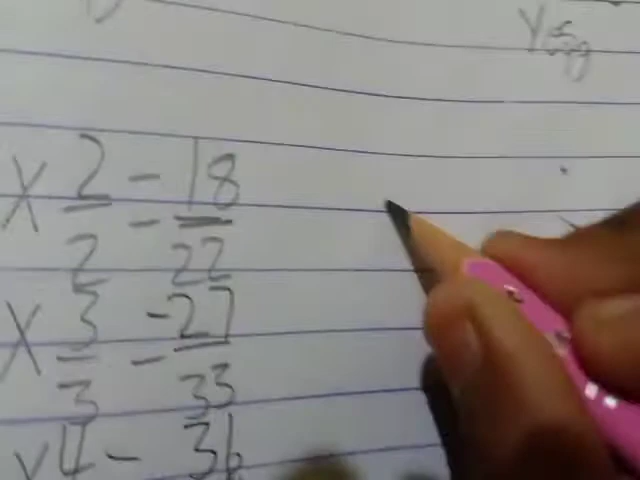 x 2/2 = 18/22
x 3/3 = 27/33
x 4 - 36